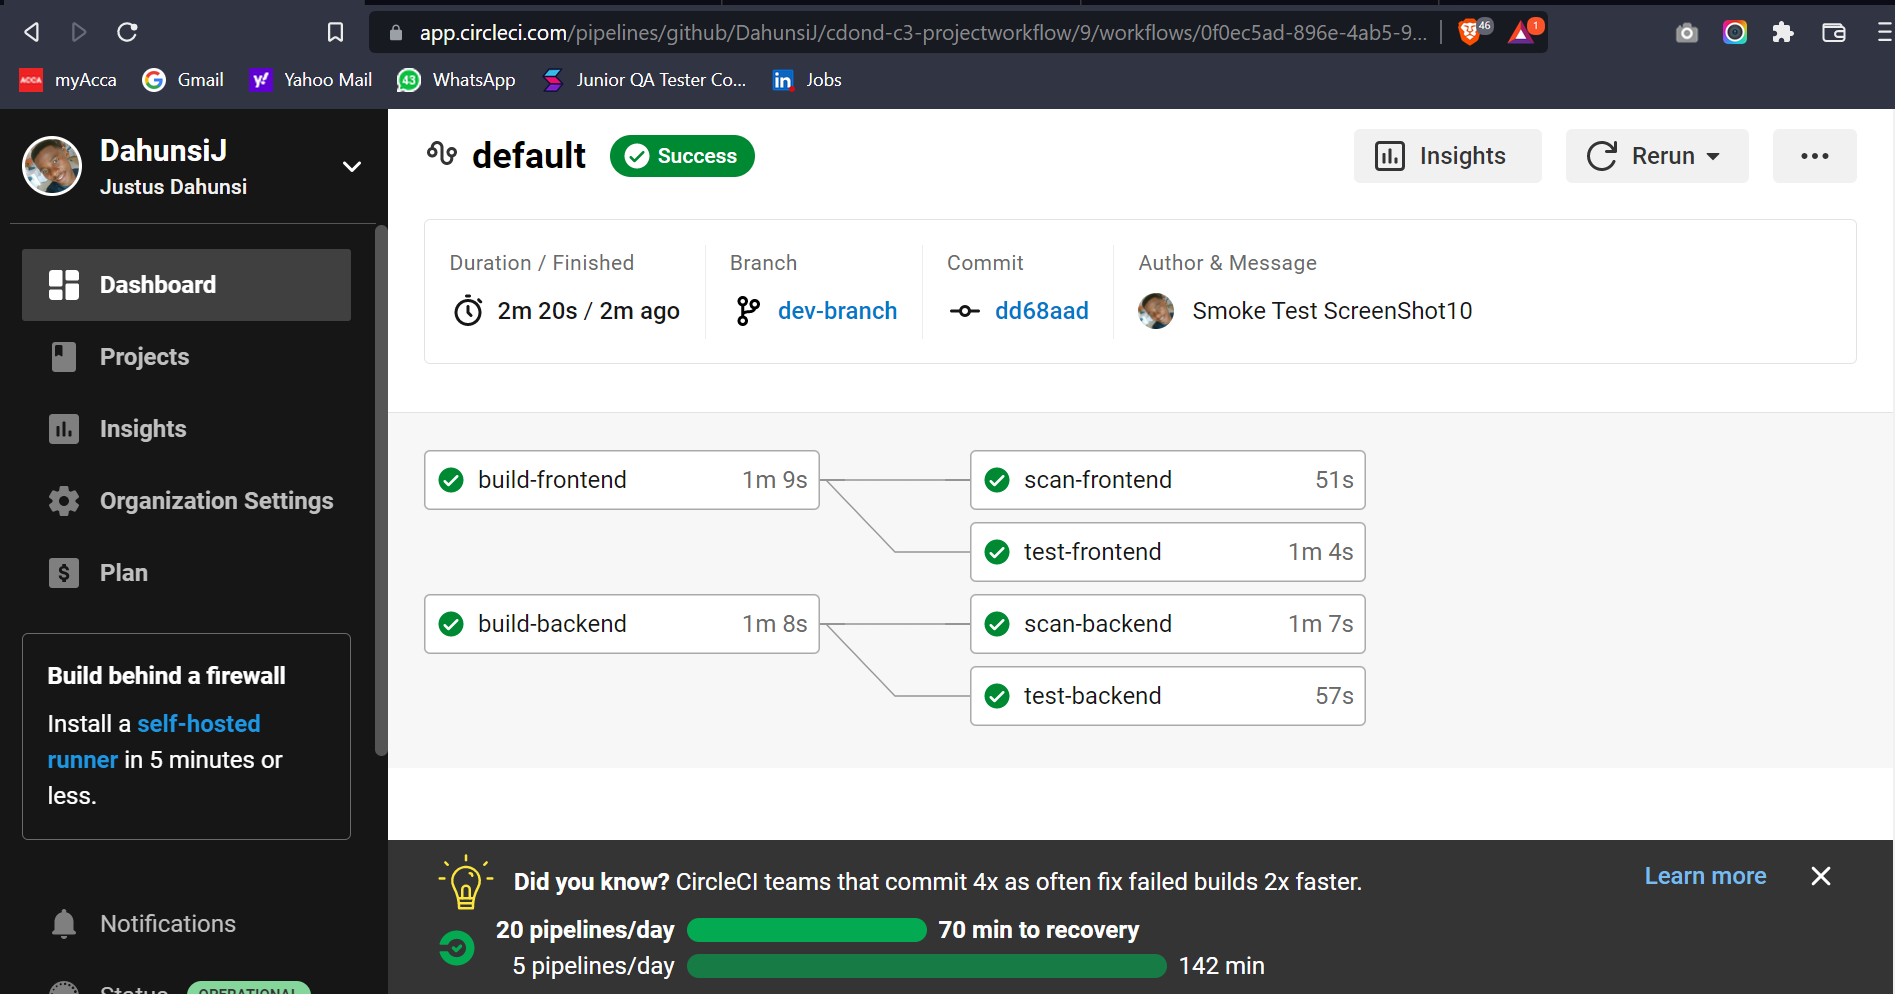 app.circleci.com/pipelines/github/DahunsiJ/cdond-c3-projectworkflow/9/workflows/0f0ec5ad-896e-4ab5-9...
46
1
ACCA myAcca
Gmail
y! Yahoo Mail
43 WhatsApp
Junior QA Tester Co...
in Jobs
DahunsiJ
Justus Dahunsi
Dashboard
Projects
Insights
Organization Settings
$ Plan
Build behind a firewall
Install a self-hosted
runner in 5 minutes or
less.
Notifications
Status OPERATIONAL
default
Success
Insights
Rerun
Duration / Finished
2m 20s / 2m ago
Branch
dev-branch
Commit
dd68aad
Author & Message
Smoke Test ScreenShot10
build-frontend 1m 9s
scan-frontend 51s
test-frontend 1m 4s
build-backend 1m 8s
scan-backend 1m 7s
test-backend 57s
Did you know? CircleCI teams that commit 4x as often fix failed builds 2x faster.
Learn more
20 pipelines/day 70 min to recovery
5 pipelines/day 142 min